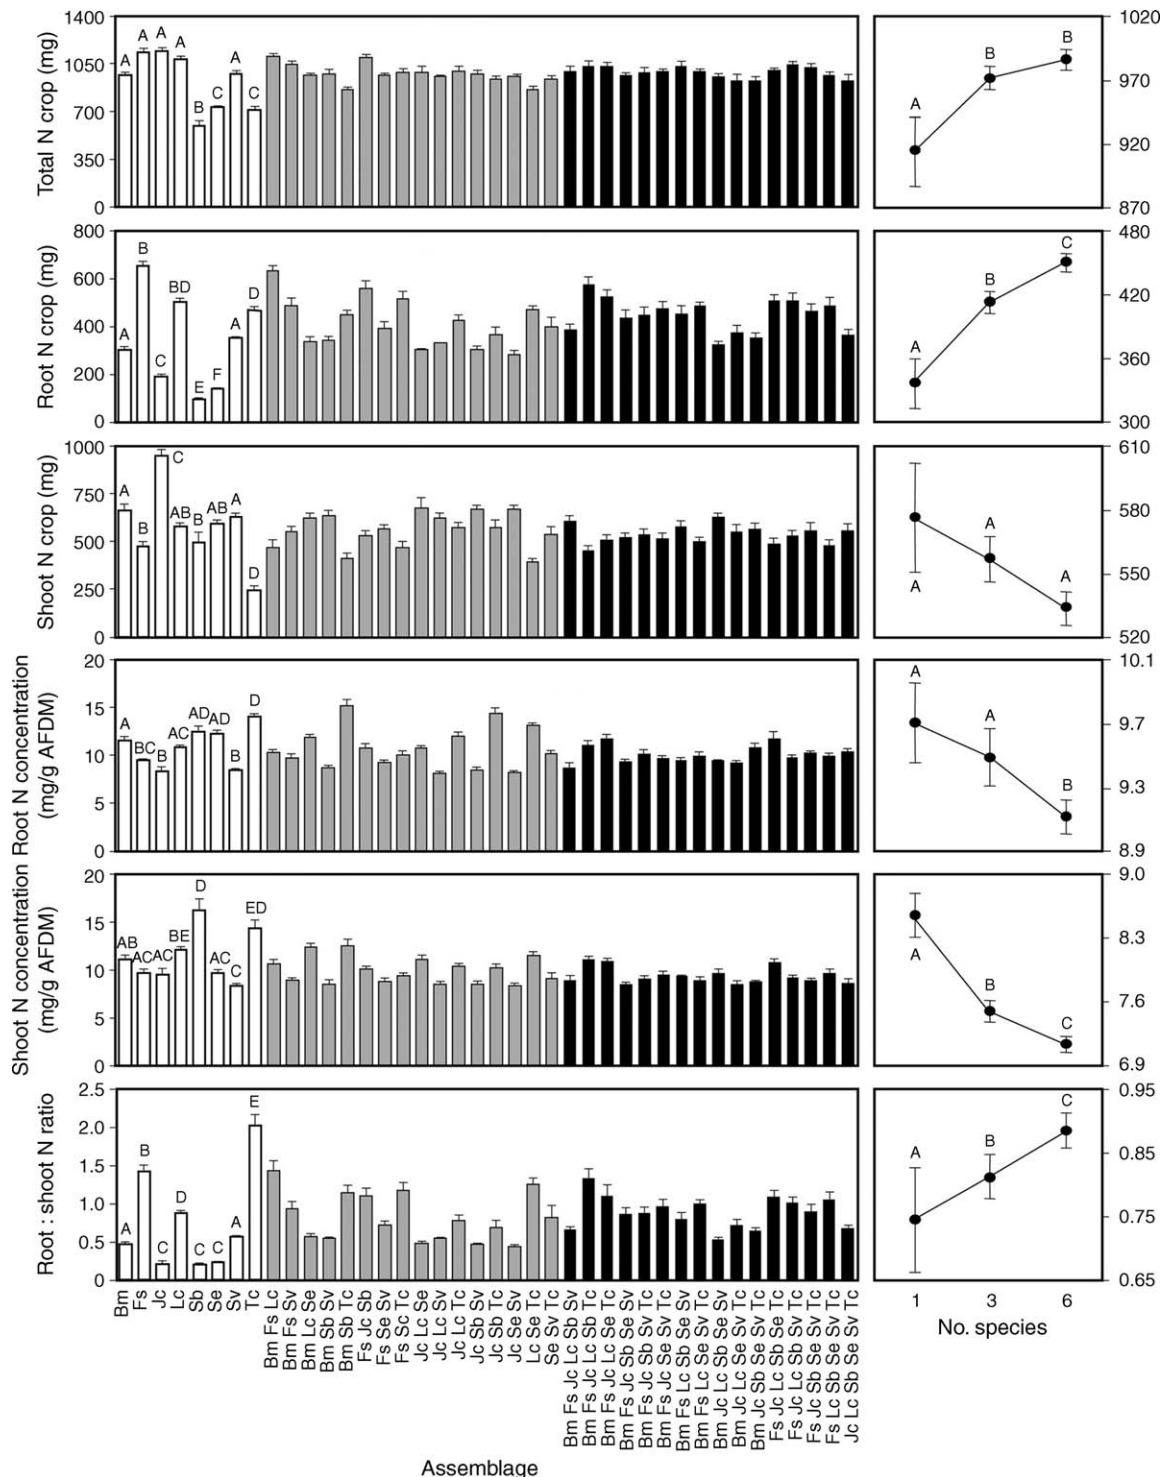 Total N crop (mg)
1400
1050
700
350
0
A A A A B C A C
1020
970
920
870
A B B
Root N crop (mg)
800
600
400
200
0
A B C BD E F A D
480
420
360
300
A B C
Shoot N crop (mg)
1000
750
500
250
0
A B C AB B AB A D
610
580
550
520
A A A
Root N concentration
(mg/g AFDM)
20
15
10
5
0
A BC B AC AD AD B D
10.1
9.7
9.3
8.9
A A B
Shoot N concentration
(mg/g AFDM)
20
15
10
5
0
AB AC AC BE D AC C ED
9.0
8.3
7.6
6.9
A B C
Root : shoot N ratio
2.5
2.0
1.5
1.0
0.5
0
A B C D C C A E
0.95
0.85
0.75
0.65
A B C
Bm
Fs
Jc
Lc
Sb
Se
Sv
Tc
Bm Fs Lc
Bm Fs Sv
Bm Lc Se
Bm Sb Sv
Bm Sb Tc
Fs Jc Sb
Fs Se Sv
Fs Sc Tc
Jc Lc Se
Jc Lc Sv
Jc Lc Tc
Jc Sb Sv
Jc Sb Tc
Jc Se Sv
Lc Se Tc
Se Sv Tc
Bm Fs Jc Lc Sb Sv
Bm Fs Jc Lc Sb Tc
Bm Fs Jc Lc Se Tc
Bm Fs Jc Sb Se Sv
Bm Fs Jc Sb Sv Tc
Bm Fs Jc Se Sv Tc
Bm Fs Lc Sb Se Sv
Bm Fs Lc Se Sv Tc
Bm Jc Lc Sb Se Sv
Bm Jc Lc Se Sv Tc
Bm Jc Sb Se Sv Tc
Fs Jc Lc Sb Se Tc
Fs Jc Lc Sb Sv Tc
Fs Jc Sb Se Sv Tc
Fs Lc Sb Se Sv Tc
Jc Lc Sb Se Sv Tc
1 3 6
No. species
Assemblage